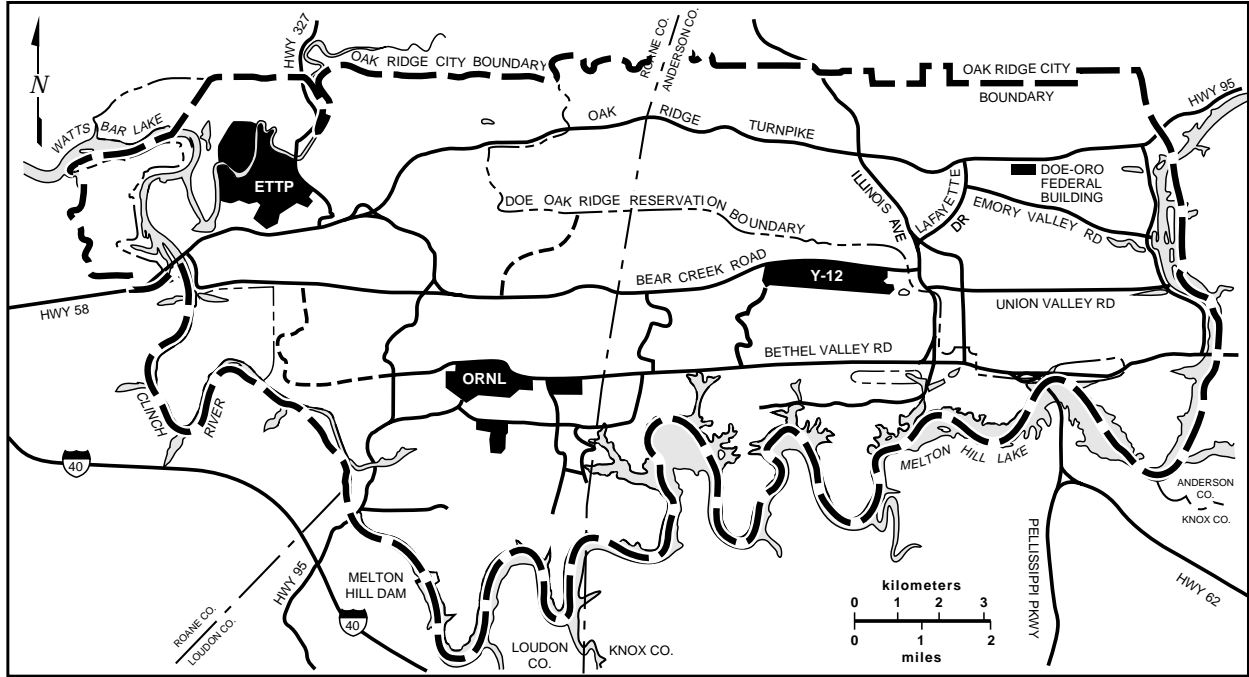 HWY 327
ROANE CO.
ANDERSON CO.
OAK RIDGE CITY BOUNDARY
OAK RIDGE CITY
BOUNDARY
N
HWY 95
WATTS BAR LAKE
OAK RIDGE TURNPIKE
ETTP
DOE-ORO
FEDERAL
BUILDING
ILLINOIS AVE
LAFAYETTE
DR
EMORY VALLEY RD
DOE OAK RIDGE RESERVATION BOUNDARY
BEAR CREEK ROAD
Y-12
HWY 58
UNION VALLEY RD
BETHEL VALLEY RD
ORNL
CLINCH
RIVER
40
MELTON HILL LAKE
ANDERSON
CO.
KNOX CO.
PELLISSIPPI PKWY
HWY 62
HWY 95
MELTON
HILL DAM
40
ROANE CO.
LOUDON CO.
LOUDON
CO.
KNOX CO.
kilometers
0 1 2 3
0 1 2
miles